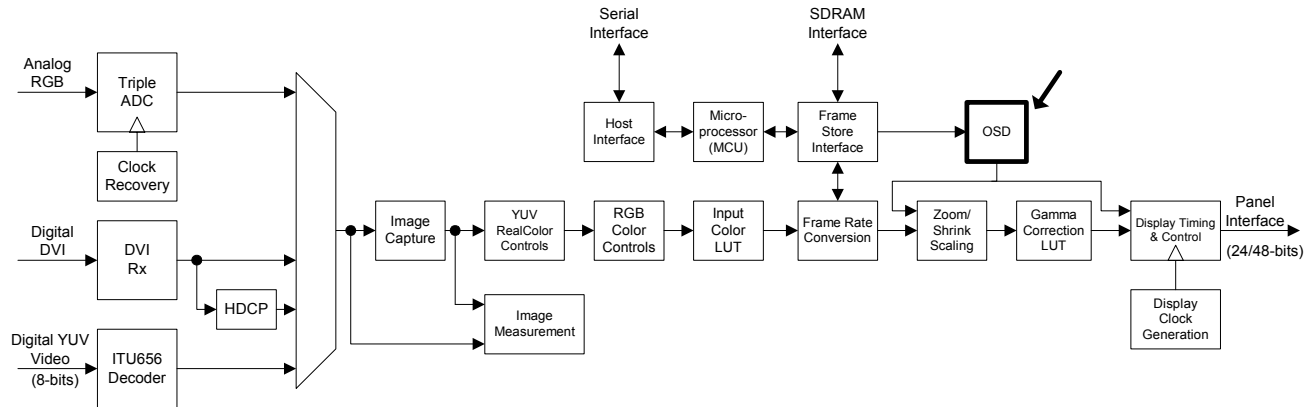 Serial
Interface
SDRAM
Interface
Analog
RGB
Triple
ADC
Clock
Recovery
Host
Interface
Micro-
processor
(MCU)
Frame
Store
Interface
OSD
Digital
DVI
DVI
Rx
HDCP
Image
Capture
YUV
RealColor
Controls
RGB
Color
Controls
Input
Color
LUT
Frame Rate
Conversion
Zoom/
Shrink
Scaling
Gamma
Correction
LUT
Display Timing
& Control
Panel
Interface
(24/48-bits)
Image
Measurement
Display
Clock
Generation
Digital YUV
Video
(8-bits)
ITU656
Decoder